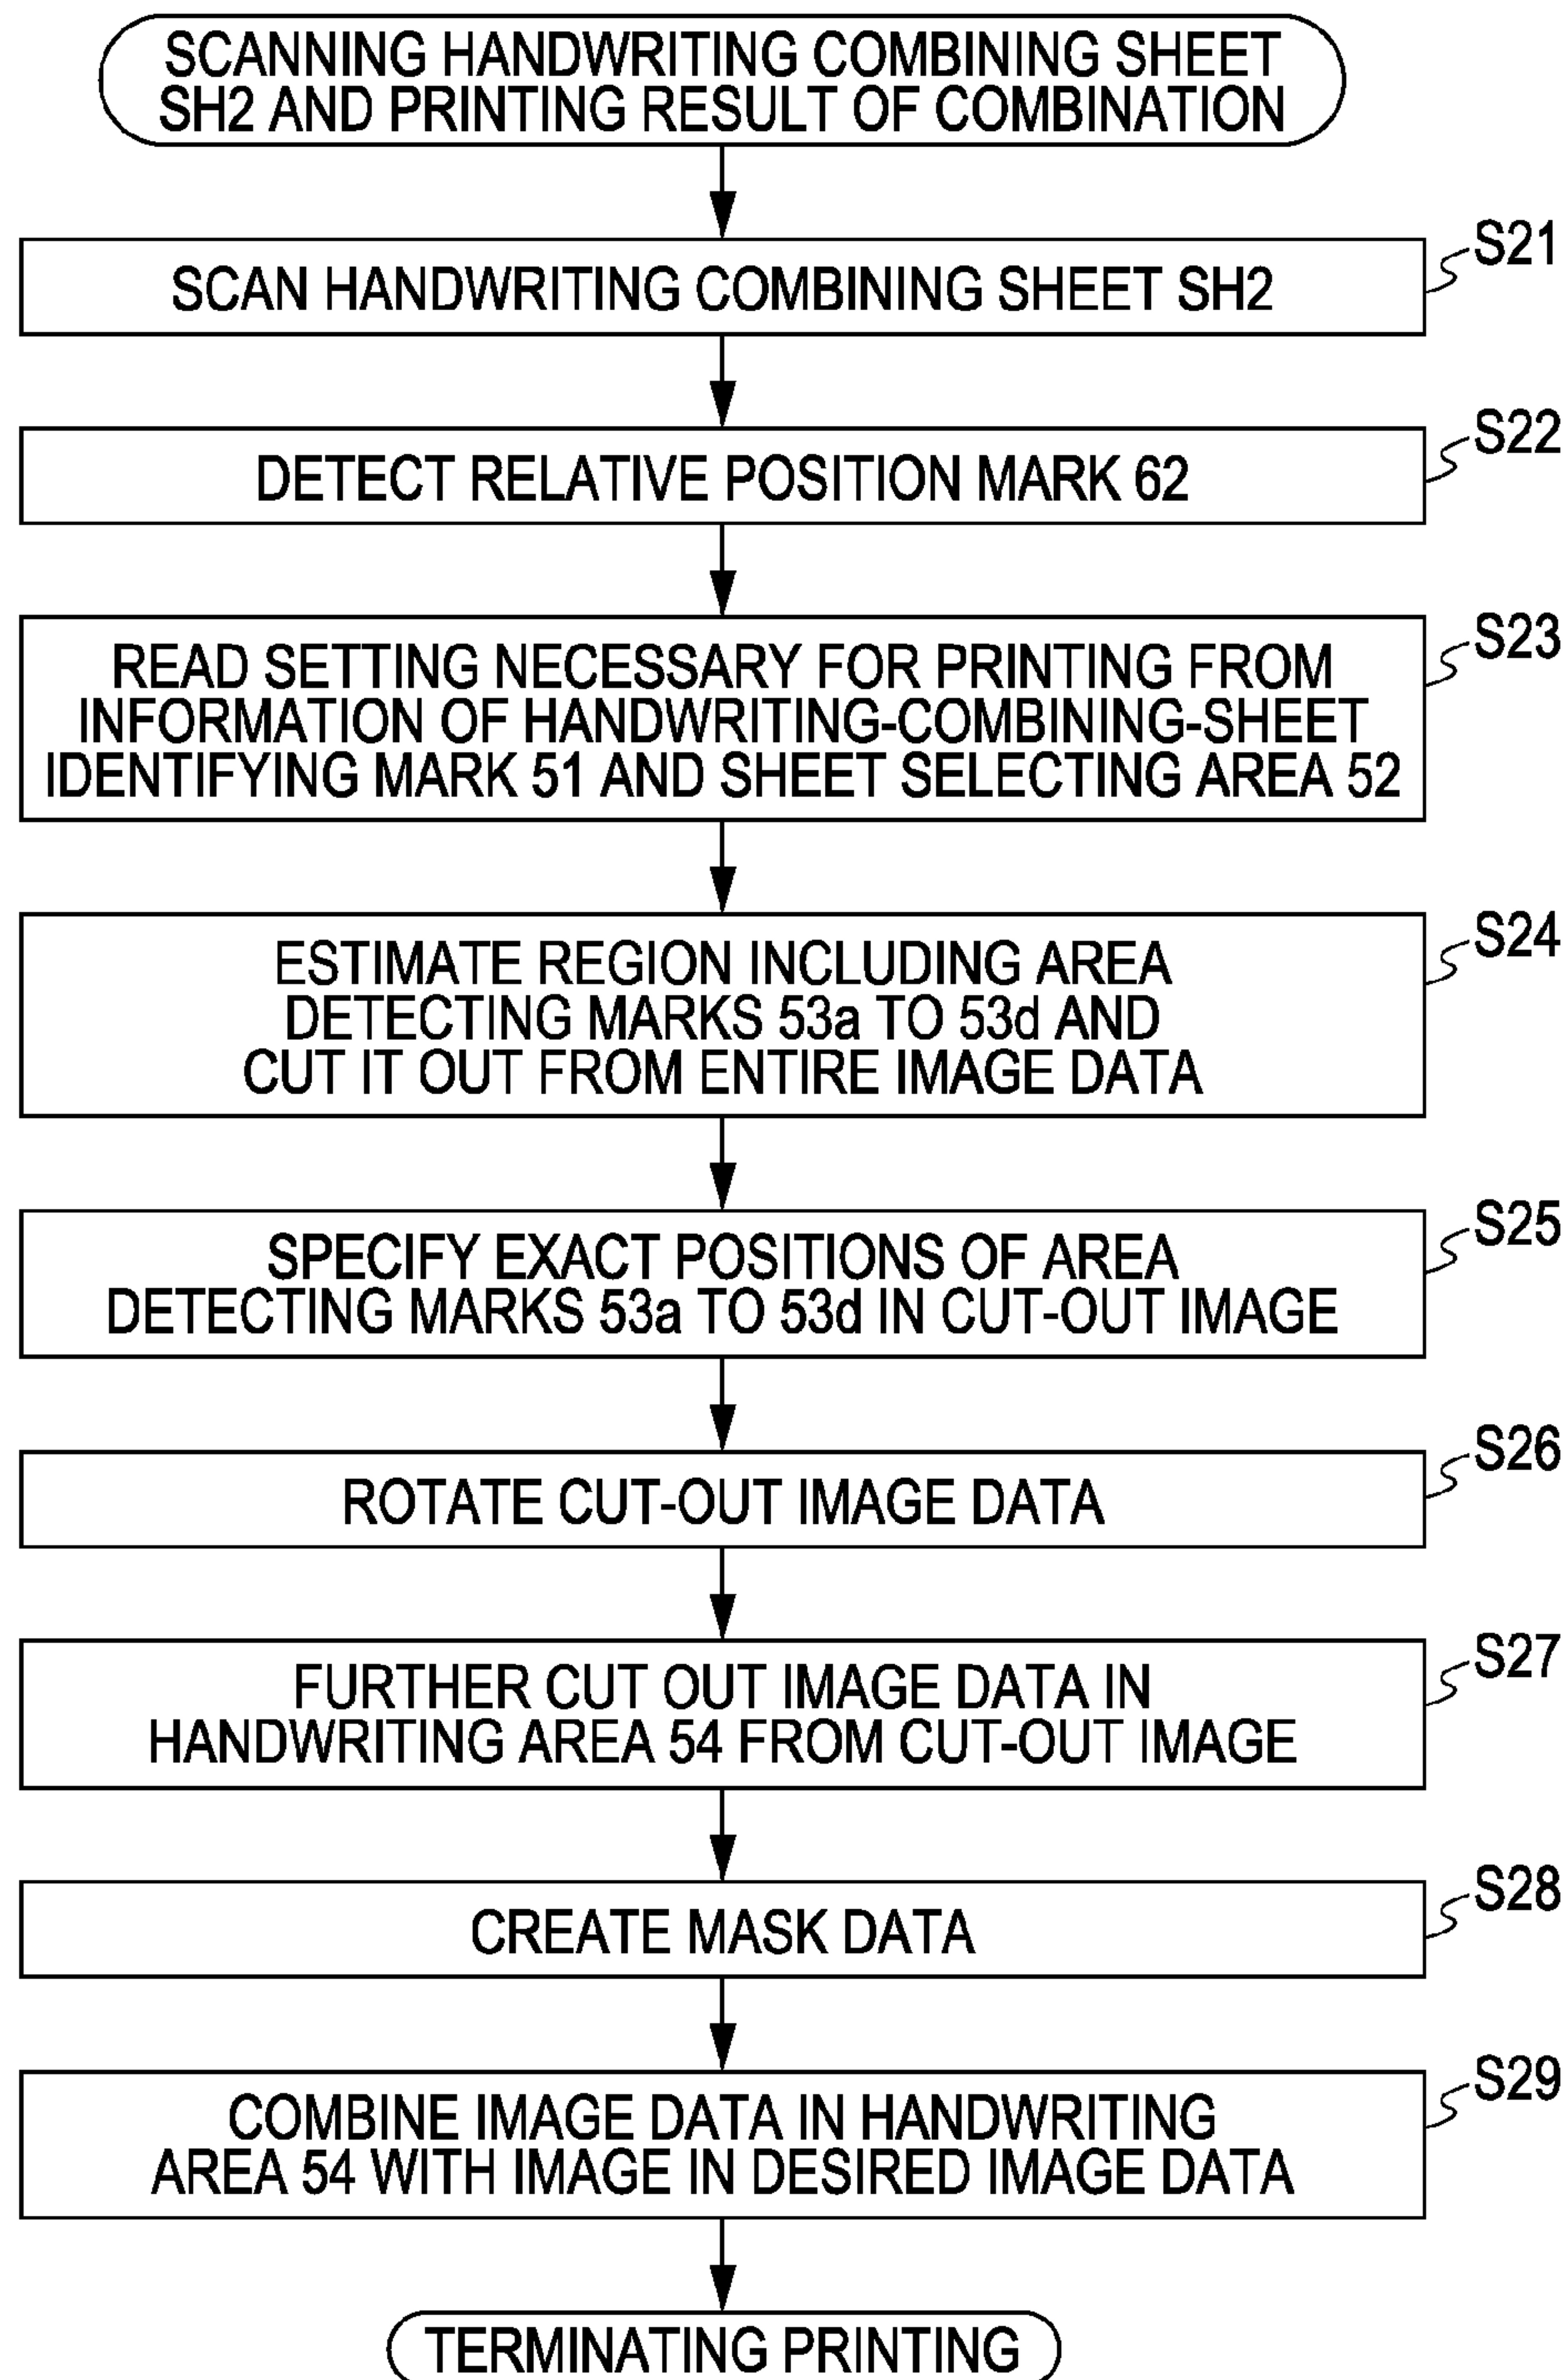 SCANNING HANDWRITING COMBINING SHEET
SH2 AND PRINTING RESULT OF COMBINATION
S21
SCAN HANDWRITING COMBINING SHEET SH2
S22
DETECT RELATIVE POSITION MARK 62
S23
READ SETTING NECESSARY FOR PRINTING FROM
INFORMATION OF HANDWRITING-COMBINING-SHEET
IDENTIFYING MARK 51 AND SHEET SELECTING AREA 52
S24
ESTIMATE REGION INCLUDING AREA
DETECTING MARKS 53a TO 53d AND
CUT IT OUT FROM ENTIRE IMAGE DATA
S25
SPECIFY EXACT POSITIONS OF AREA
DETECTING MARKS 53a TO 53d IN CUT-OUT IMAGE
S26
ROTATE CUT-OUT IMAGE DATA
S27
FURTHER CUT OUT IMAGE DATA IN
HANDWRITING AREA 54 FROM CUT-OUT IMAGE
S28
CREATE MASK DATA
S29
COMBINE IMAGE DATA IN HANDWRITING
AREA 54 WITH IMAGE IN DESIRED IMAGE DATA
TERMINATING PRINTING